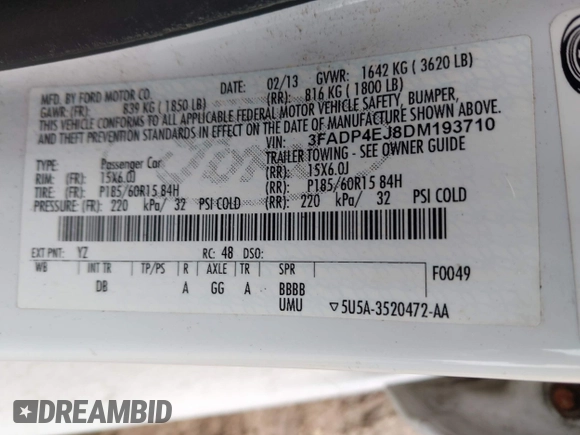 MFD. BY FORD MOTOR CO.
DATE: 02/13 GVWR: 1642 KG ( 3620 LB)
GAWR: (FR): 839 KG ( 1850 LB) (RR): 816 KG ( 1800 LB)
THIS VEHICLE CONFORMS TO ALL APPLICABLE FEDERAL MOTOR VEHICLE SAFETY, BUMPER,
AND THEFT PREVENTION STANDARDS IN EFFECT ON THE DATE OF MANUFACTURE SHOWN ABOVE.
VIN: 3FADP4EJ8DM193710
TYPE: Passenger Car TRAILER TOWING - SEE OWNER GUIDE
RIM: (FR): 15X6.0J (RR): 15X6.0J
TIRE: (FR): P185/60R15 84H (RR): P185/60R15 84H
PRESSURE: (FR): 220 kPa/ 32 PSI COLD (RR): 220 kPa/ 32 PSI COLD
EXT PNT: YZ RC: 48 DSO:
WB INT TR TP/PS R AXLE TR SPR F0049
DB A GG A BBBB
UMU ▽5U5A-3520472-AA
DREAMBID